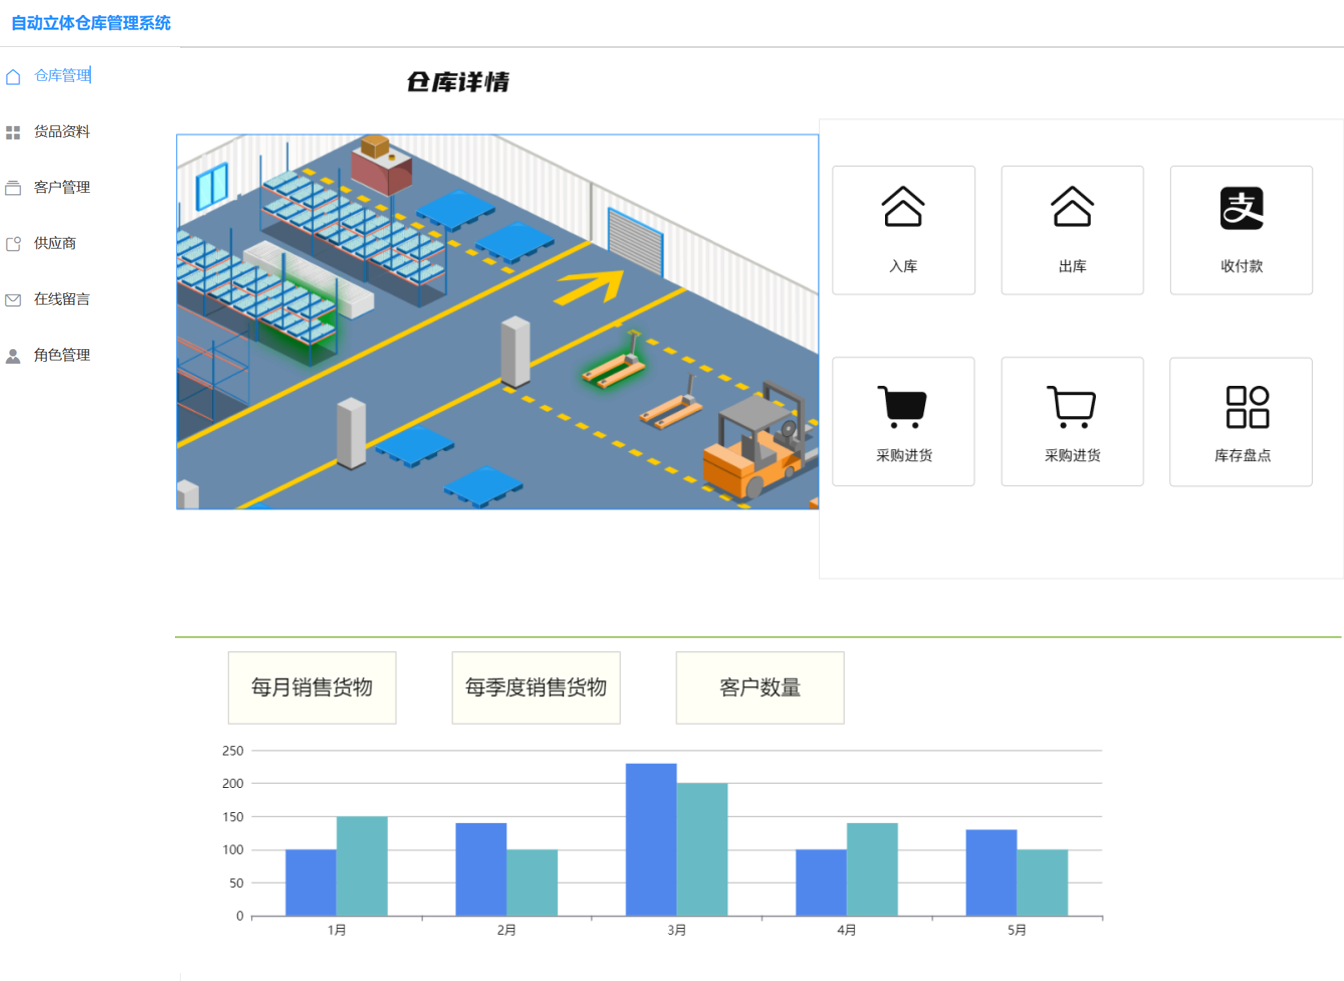 自动立体仓库管理系统
仓库管理
货品资料
客户管理
供应商
在线留言
角色管理
仓库详情
入库
出库
支
收付款
采购进货
采购进货
库存盘点
每月销售货物
每季度销售货物
客户数量
250
200
150
100
50
0
1月
2月
3月
4月
5月